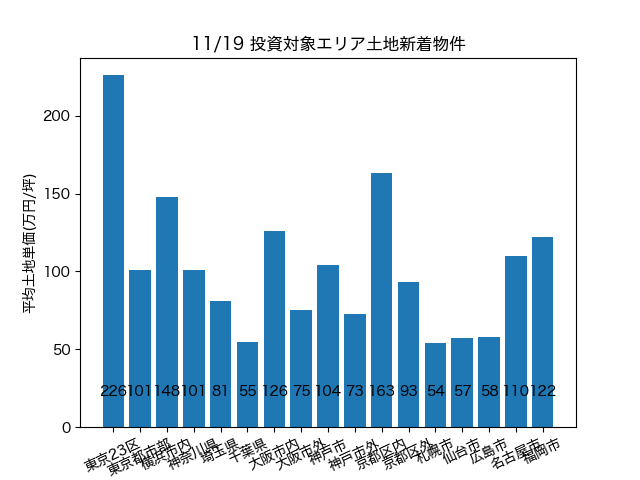 11/19 投資対象エリア土地新着物件
平均土地単価(万円/坪)
200
150
100
50
0
226 101 148 101 81 55 126 75 104 73 163 93 54 57 58 110 122
東京23区
東京都市部
横浜市内
神奈川県
埼玉県
千葉県
大阪市内
大阪市外
神戸市
神戸市外
京都区内
京都区外
札幌市
仙台市
広島市
名古屋市
福岡市